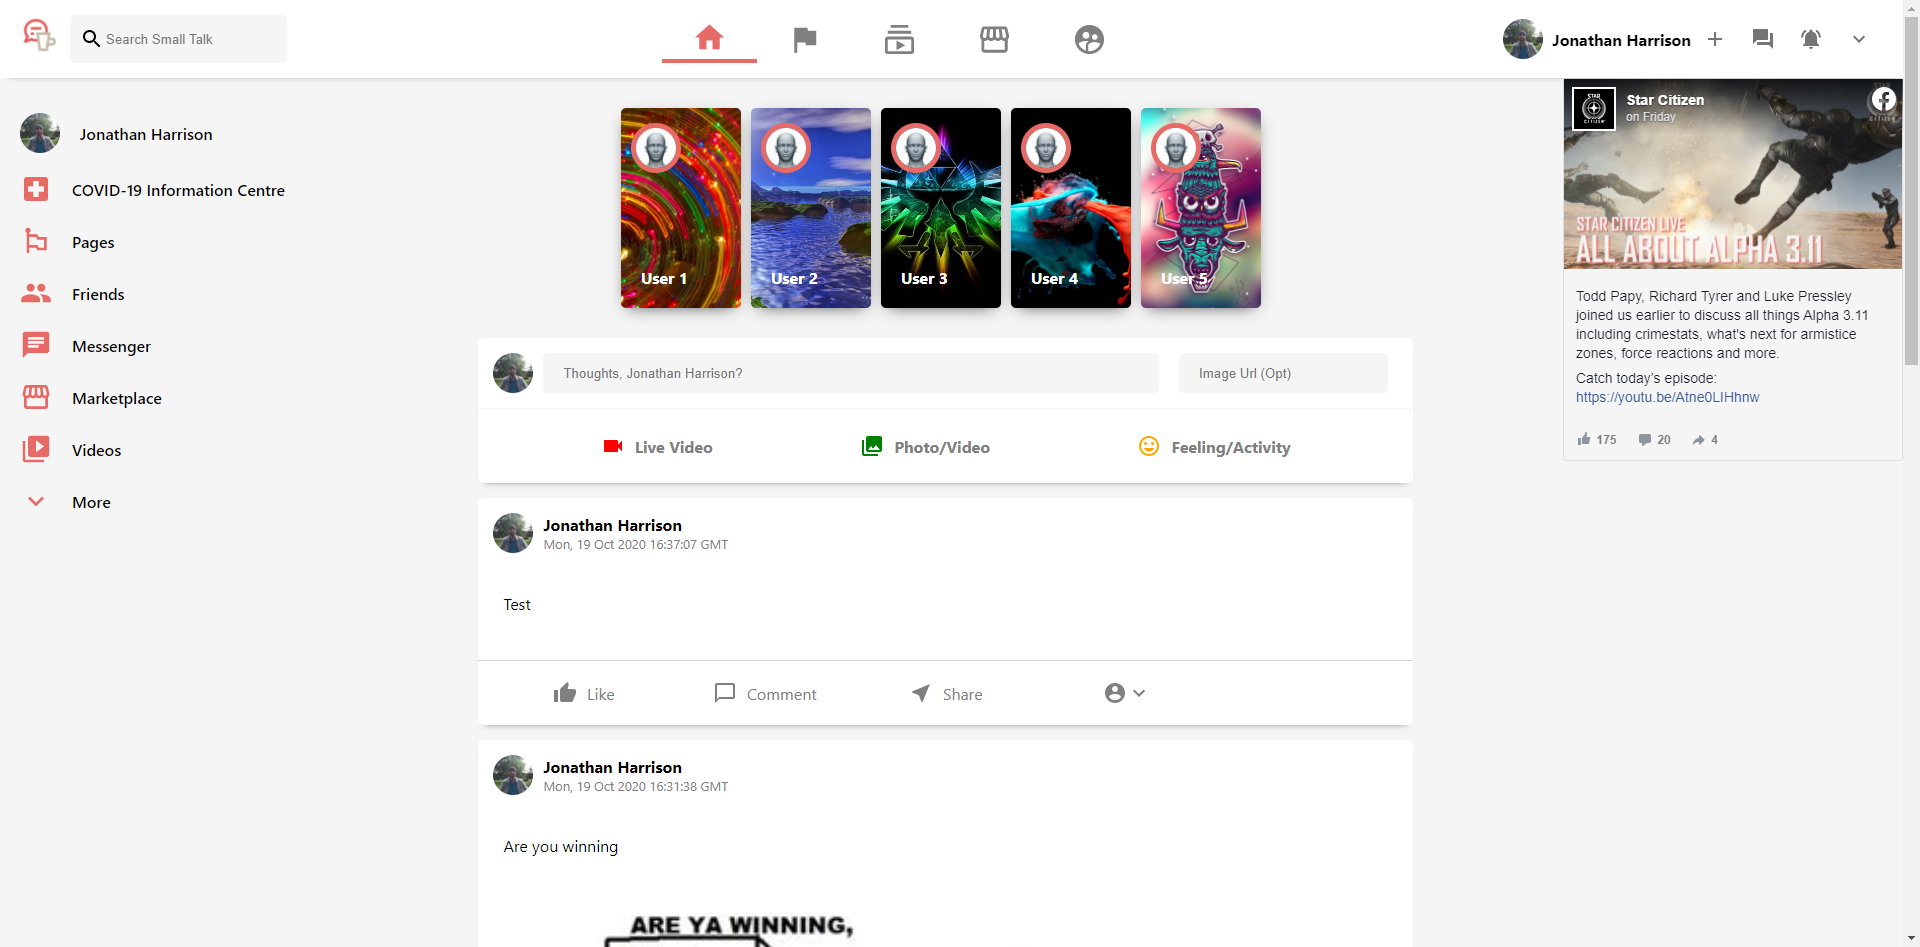 Search Small Talk
Jonathan Harrison
Jonathan Harrison
COVID-19 Information Centre
Pages
Friends
Messenger
Marketplace
Videos
More
User 1
User 2
User 3
User 4
User 5
Thoughts, Jonathan Harrison?
Image Url (Opt)
Live Video
Photo/Video
Feeling/Activity
Jonathan Harrison
Mon, 19 Oct 2020 16:37:07 GMT
Test
Like
Comment
Share
Jonathan Harrison
Mon, 19 Oct 2020 16:31:38 GMT
Are you winning
ARE YA WINNING,
STAR
CITIZEN
Star Citizen
on Friday
STAR CITIZEN LIVE
ALL ABOUT ALPHA 3.11
Todd Papy, Richard Tyrer and Luke Pressley
joined us earlier to discuss all things Alpha 3.11
including crimestats, what's next for armistice
zones, force reactions and more.
Catch today's episode:
https://youtu.be/Atne0LIHhnw
175
20
4